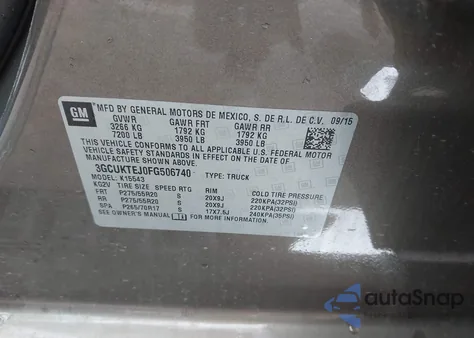 GM MFD BY GENERAL MOTORS DE MEXICO, S. DE R.L. DE C.V. 09/15
GVWR GAWR FRT GAWR RR
3266 KG 1792 KG 1792 KG
7200 LB 3950 LB 3950 LB
THIS VEHICLE CONFORMS TO ALL APPLICABLE U.S. FEDERAL MOTOR
VEHICLE SAFETY AND THEFT PREVENTION STANDARDS IN EFFECT ON
THE DATE OF MANUFACTURE SHOWN ABOVE.
3GCUKTEJ0FG506740 TYPE: TRUCK
MODEL: K15543
KG2V TIRE SIZE SPEED RTG RIM COLD TIRE PRESSURE
FRT P275/55R20 S 20X9J 220KPA(32PSI)
RR P275/55R20 S 20X9J 220KPA(32PSI)
SPA P265/70R17 S 17X7.5J 240KPA(35PSI)
SEE OWNER'S MANUAL FOR ADDITIONAL INFORMATION.
autoSnap